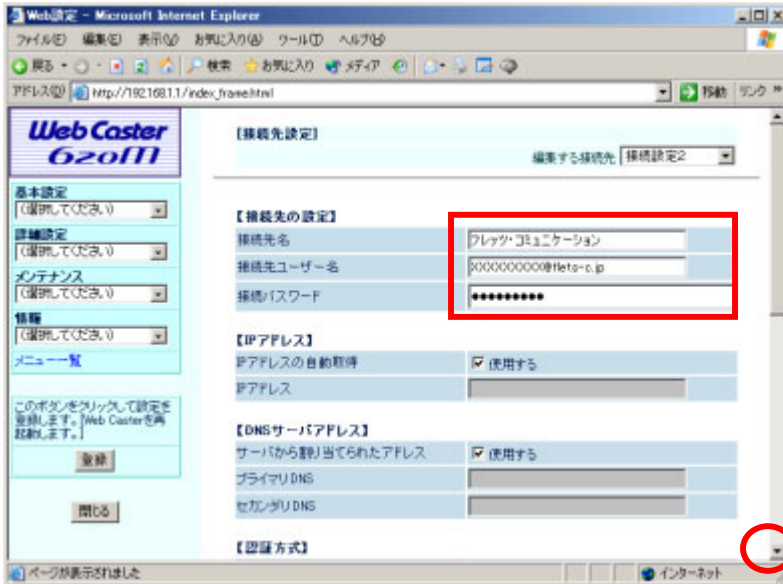 Web設定 - Microsoft Internet Explorer
ファイル(F) 編集(E) 表示(V) お気に入り(A) ツール(T) ヘルプ(H)
戻る 検索 お気に入り メディア
アドレス(D) http://192.168.1.1/index_frame.html 移動 リンク »
Web Caster
620M
【接続先設定】
編集する接続先 接続設定2
基本設定
(選択してください)
詳細設定
(選択してください)
メンテナンス
(選択してください)
情報
(選択してください)
メニュー一覧
このボタンをクリックして設定を
登録します。[Web Casterを再
起動します。]
登録
閉じる
【接続先の設定】
接続先名 フレッツ・コミュニケーション
接続先ユーザー名 XXXXXXXXXX@flets-c.jp
接続パスワード ●●●●●●●●●
【IPアドレス】
IPアドレスの自動取得 使用する
IPアドレス
【DNSサーバアドレス】
サーバから割り当てられたアドレス 使用する
プライマリDNS
セカンダリDNS
【認証方式】
ページが表示されました インターネット